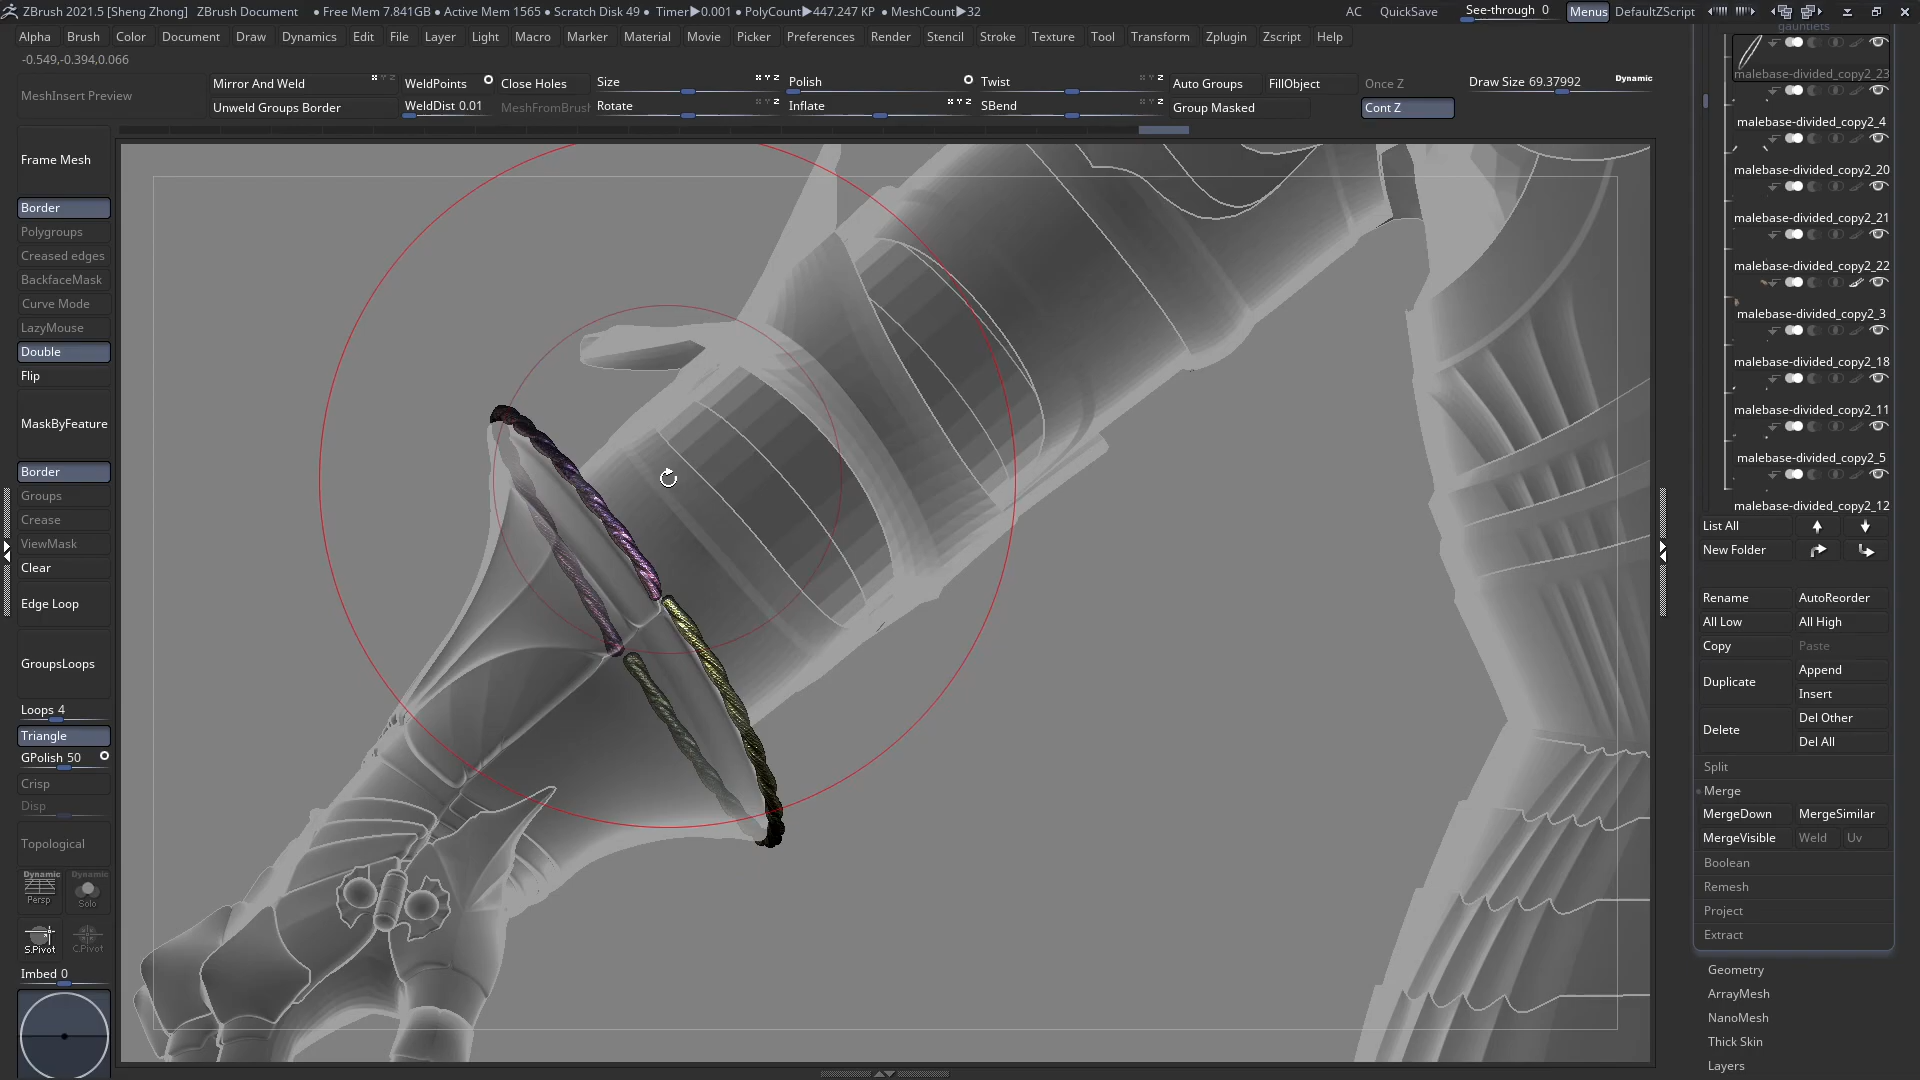 ZBrush 2021.5 [Sheng Zhong] ZBrush Document • Free Mem 7.841GB • Active Mem 1565 • Scratch Disk 49 • Timer▶0.001 • PolyCount▶447.247 KP • MeshCount▶32 AC QuickSave See-through 0 Menus DefaultZScript
Alpha Brush Color Document Draw Dynamics Edit File Layer Light Macro Marker Material Movie Picker Preferences Render Stencil Stroke Texture Tool Transform Zplugin Zscript Help
-0.549,-0.394,0.066
MeshInsert Preview
Mirror And Weld WeldPoints Close Holes Size Polish Twist Auto Groups FillObject Once Z Draw Size 69.37992 Dynamic
Unweld Groups Border WeldDist 0.01 MeshFromBrush Rotate Inflate SBend Group Masked Cont Z
Frame Mesh
Border
Polygroups
Creased edges
BackfaceMask
Curve Mode
LazyMouse
Double
Flip
MaskByFeature
Border
Groups
Crease
ViewMask
Clear
Edge Loop
GroupsLoops
Loops 4
Triangle
GPolish 50
Crisp
Disp
Topological
Dynamic Dynamic
Persp Solo
S.Pivot C.Pivot
Imbed 0
gauntlets
malebase-divided_copy2_23
malebase-divided_copy2_4
malebase-divided_copy2_20
malebase-divided_copy2_21
malebase-divided_copy2_22
malebase-divided_copy2_3
malebase-divided_copy2_18
malebase-divided_copy2_11
malebase-divided_copy2_5
malebase-divided_copy2_12
List All
New Folder
Rename AutoReorder
All Low All High
Copy Paste
Duplicate Append
Insert
Delete Del Other
Del All
Split
Merge
MergeDown MergeSimilar
MergeVisible Weld Uv
Boolean
Remesh
Project
Extract
Geometry
ArrayMesh
NanoMesh
Thick Skin
Layers